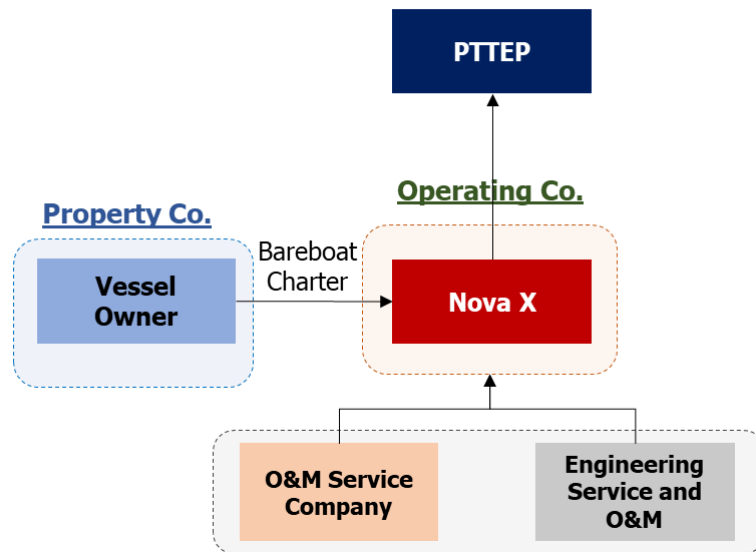 PTTEP
Operating Co.
Property Co.
Bareboat
Charter
Vessel
Owner
Nova X
O&M Service
Company
Engineering
Service and
O&M